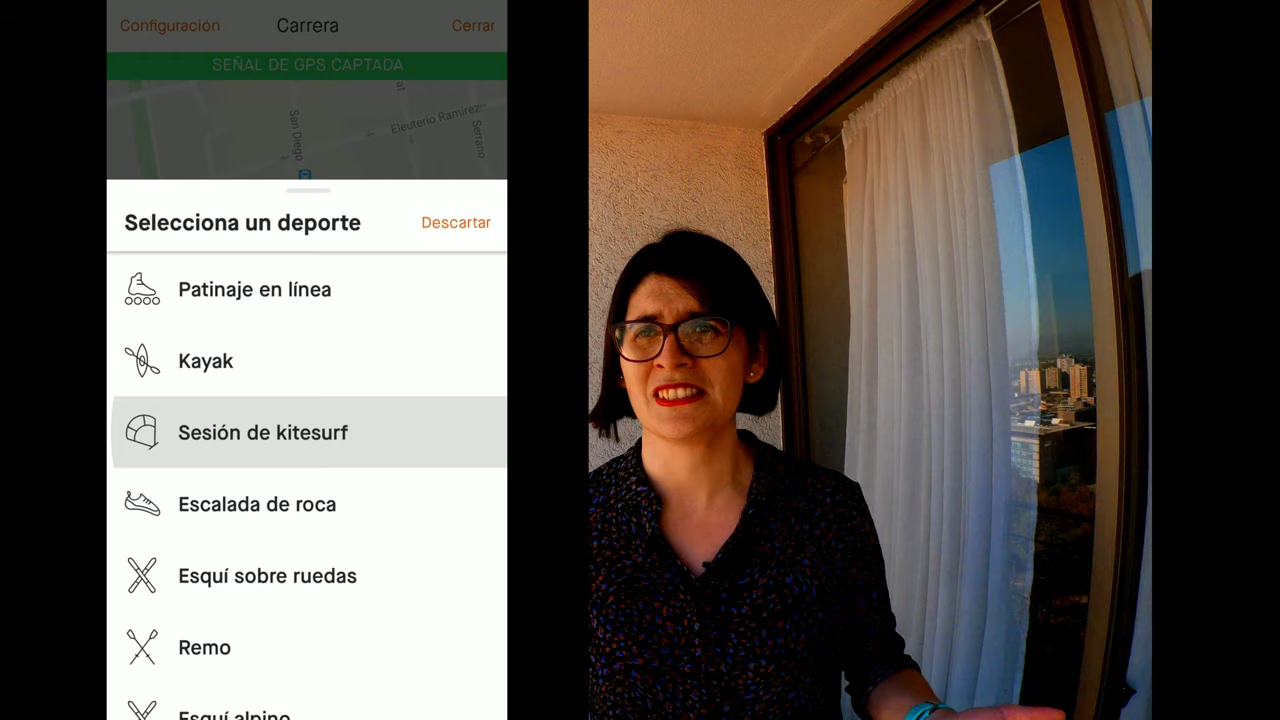 Configuración
Carrera
Cerrar
SEÑAL DE GPS CAPTADA
at
San Diego
Eleuterio Ramírez
Serrano
Selecciona un deporte
Descartar
Patinaje en línea
Kayak
Sesión de kitesurf
Escalada de roca
Esquí sobre ruedas
Remo
Esquí alpino